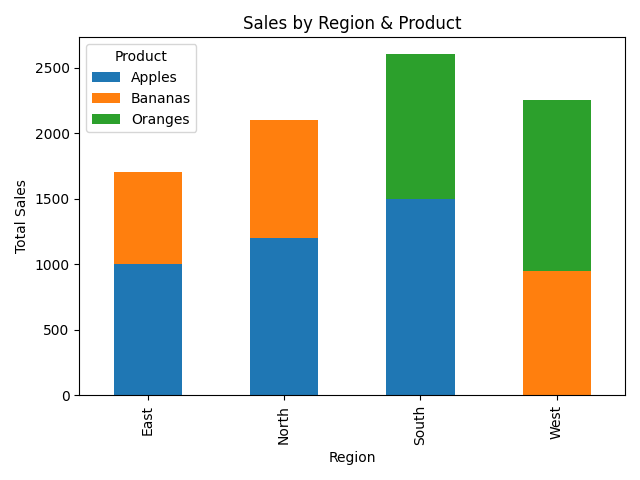 Sales by Region & Product
Product
Apples
Bananas
Oranges
Total Sales
2500
2000
1500
1000
500
0
East
North
South
West
Region